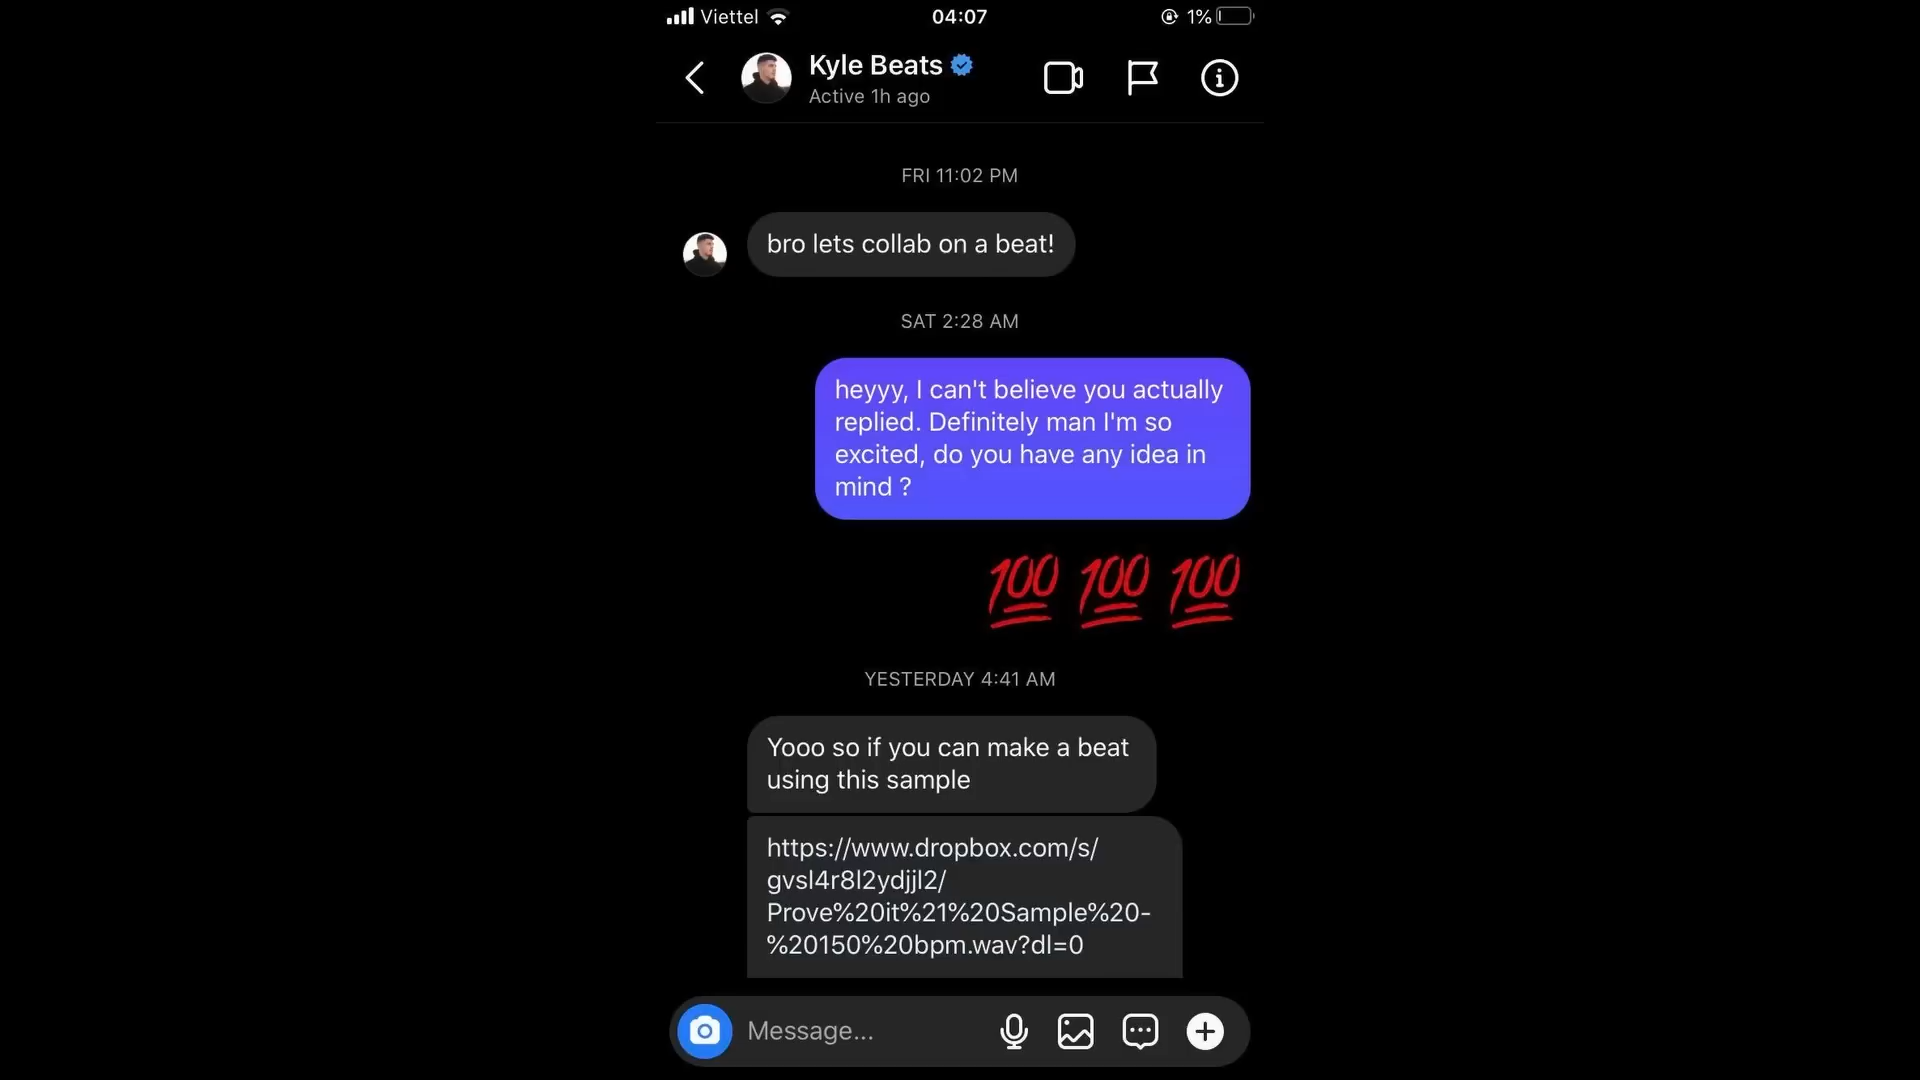 Viettel 04:07 1%
Kyle Beats
Active 1h ago
FRI 11:02 PM
bro lets collab on a beat!
SAT 2:28 AM
heyyy, I can't believe you actually
replied. Definitely man I'm so
excited, do you have any idea in
mind ?
💯 💯 💯
YESTERDAY 4:41 AM
Yooo so if you can make a beat
using this sample
https://www.dropbox.com/s/
gvsl4r8l2ydjjl2/
Prove%20it%21%20Sample%20-
%20150%20bpm.wav?dl=0
Message...